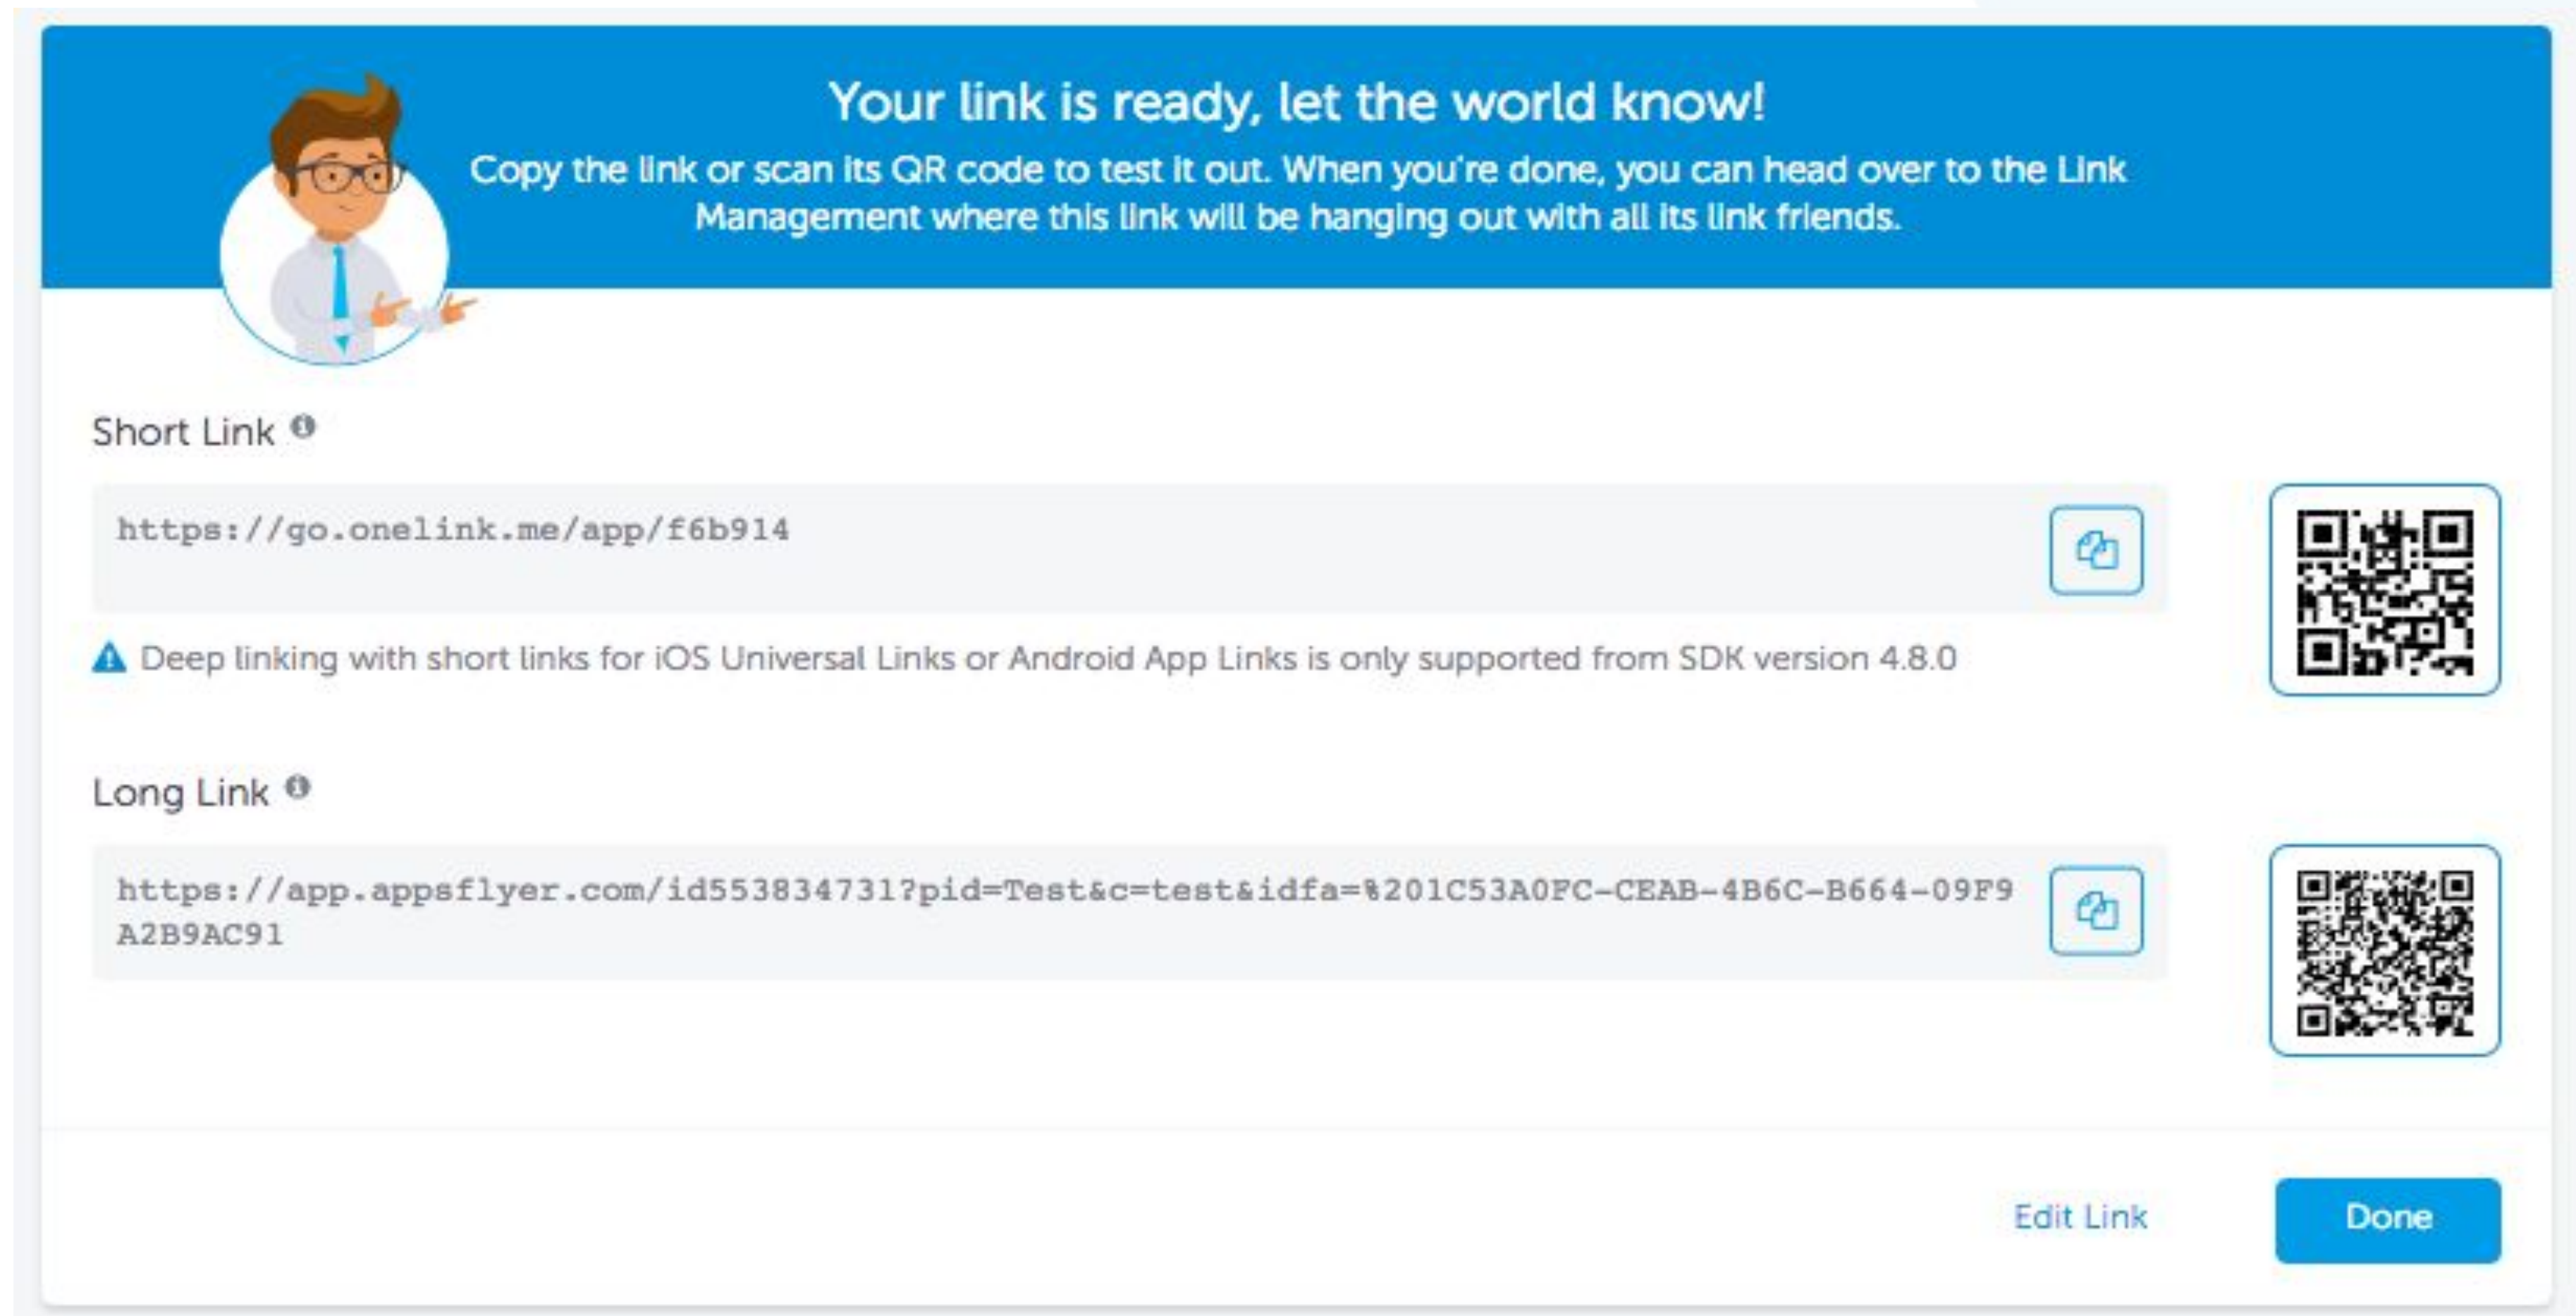 Your link is ready, let the world know!
Copy the link or scan its QR code to test it out. When you're done, you can head over to the Link
Management where this link will be hanging out with all its link friends.
Short Link
https://go.onelink.me/app/f6b914
Deep linking with short links for iOS Universal Links or Android App Links is only supported from SDK version 4.8.0
Long Link
https://app.appsflyer.com/id553834731?pid=Test&c=test&idfa=%201C53A0FC-CEAB-4B6C-B664-09F9
A2B9AC91
Edit Link
Done